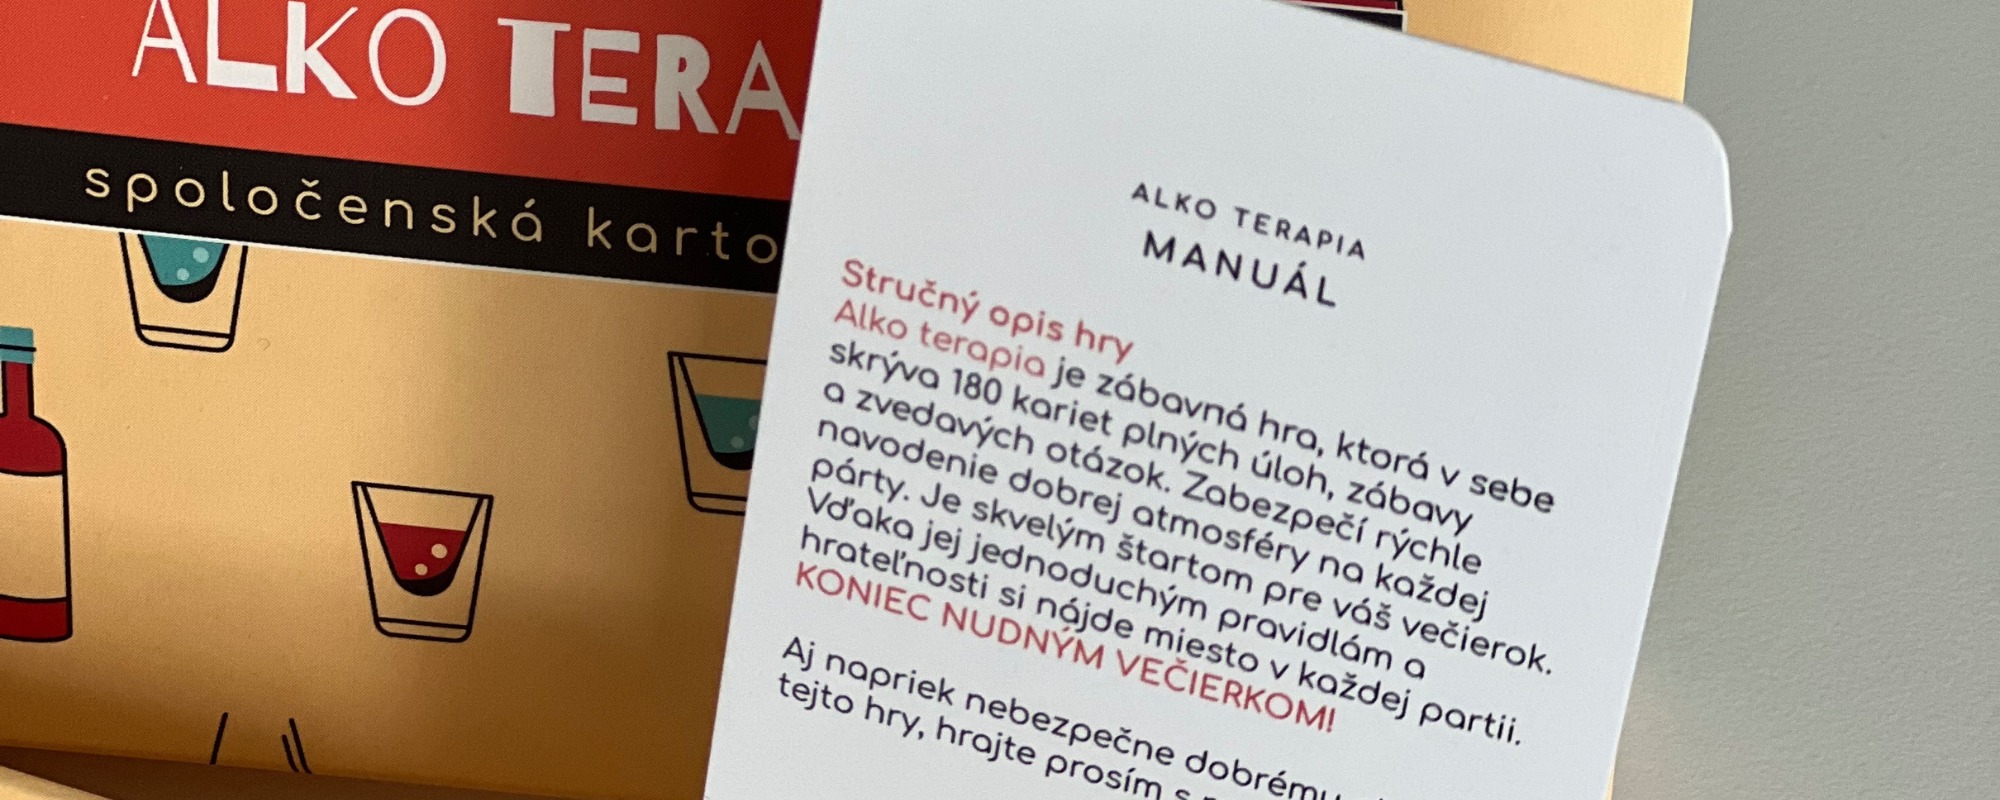 ALKO TERA
spoločenská karto
ALKO TERAPIA
MANUÁL
Stručný opis hry
Alko terapia je zábavná hra, ktorá v sebe
skrýva 180 kariet plných úloh, zábavy
a zvedavých otázok. Zabezpečí rýchle
navodenie dobrej atmosféry na každej
párty. Je skvelým štartom pre váš večierok.
Vďaka jej jednoduchým pravidlám a
hrateľnosti si nájde miesto v každej partii.
KONIEC NUDNÝM VEČIERKOM!
Aj napriek nebezpečne dobrému
tejto hry, hrajte prosím s